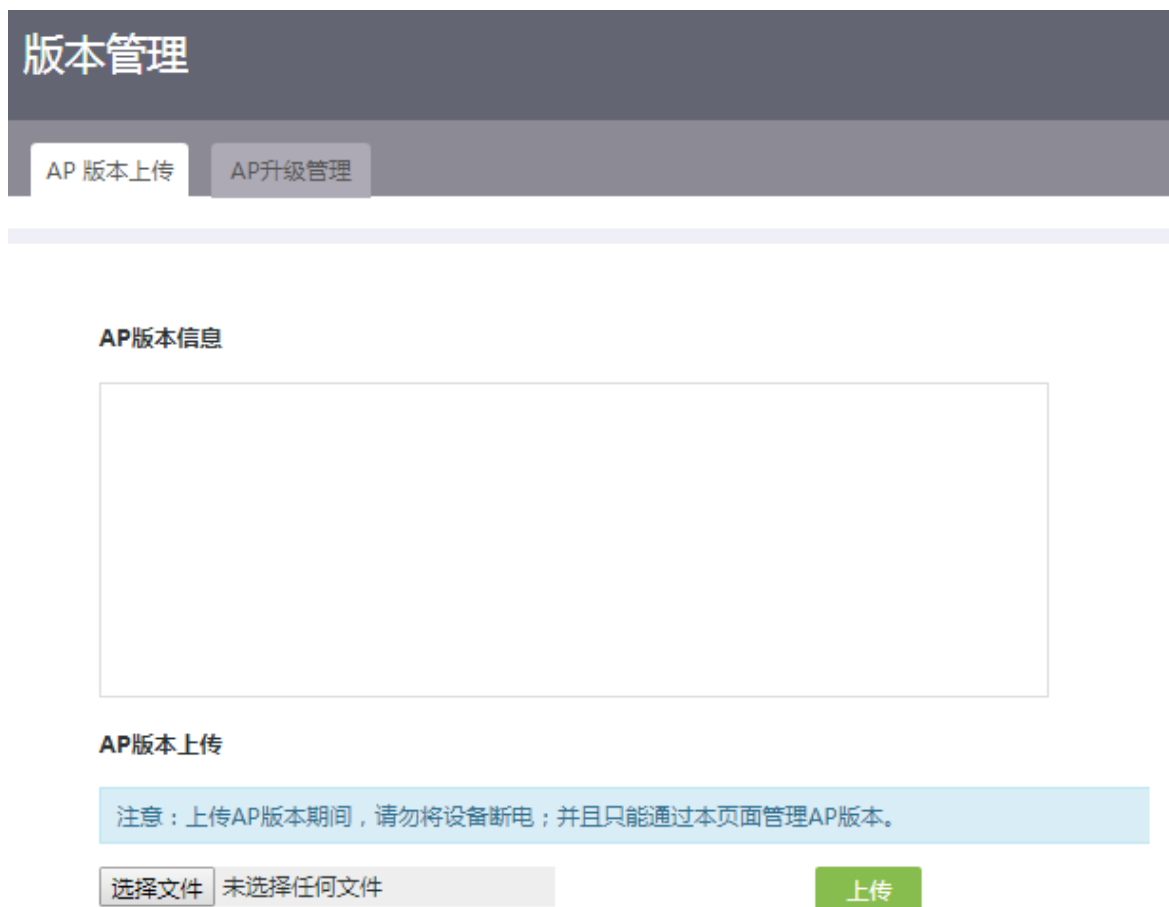 版本管理
AP 版本上传 AP升级管理
AP版本信息
AP版本上传
注意：上传AP版本期间，请勿将设备断电；并且只能通过本页面管理AP版本。
选择文件 未选择任何文件 上传